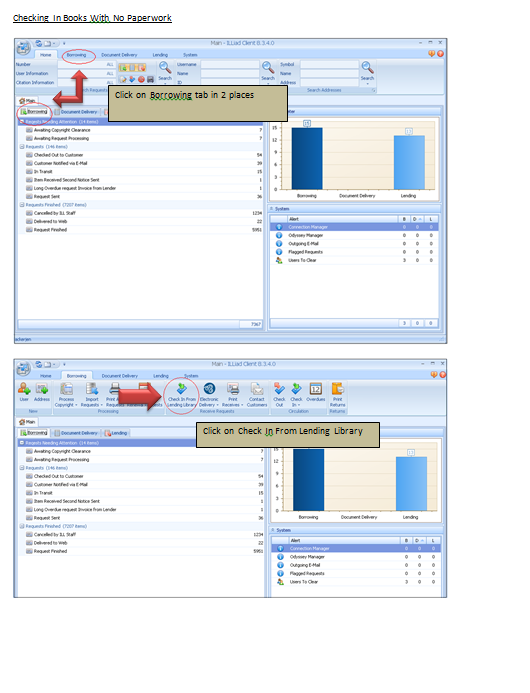 Checking In Books With No Paperwork
Main - ILLiad Client 8.3.4.0
Home Borrowing Document Delivery Lending System
Number ALL
User Information ALL
Citation Information ALL
Search
Username
Name
ID
Search
Symbol
Name
Address
Search
Search Addresses
Click on Borrowing tab in 2 places
Main
Borrowing Document Delivery
Requests Needing Attention (14 items)
Awaiting Copyright Clearance 7
Awaiting Request Processing 7
Requests (146 items)
Checked Out to Customer 54
Customer Notified via E-Mail 39
In Transit 15
Item Received Second Notice Sent 1
Long Overdue request Invoice from Lender 1
Request Sent 36
Requests Finished (7207 items)
Cancelled by ILL Staff 1234
Delivered to Web 22
Request Finished 5951
7367
15
10
5
0
15
13
Borrowing Document Delivery Lending
System
Alert B D L
Connection Manager 0 0 0
Odyssey Manager 0 0 0
Outgoing E-Mail 0 0 0
Flagged Requests 0 0 0
Users To Clear 3 0 0
3 0 0
Main - ILLiad Client 8.3.4.0
Home Borrowing Document Delivery Lending System
User Address
Process Copyright
Import Requests
Check In From Lending Library
Electronic Delivery
Print Receives
Contact Customers
Check Out
Check In
12
Overdues
Print Returns
New Processing Receive Requests Circulation Returns
Click on Check In From Lending Library
Main
Borrowing Document Delivery Lending
Requests Needing Attention (14 items)
Awaiting Copyright Clearance 7
Awaiting Request Processing 7
Requests (146 items)
Checked Out to Customer 54
Customer Notified via E-Mail 39
In Transit 15
Item Received Second Notice Sent 1
Long Overdue request Invoice from Lender 1
Request Sent 36
Requests Finished (7207 items)
Cancelled by ILL Staff 1234
Delivered to Web 22
Request Finished 5951
15
10
5
0
13
Borrowing Document Delivery Lending
System
Alert B D L
Connection Manager 0 0 0
Odyssey Manager 0 0 0
Outgoing E-Mail 0 0 0
Flagged Requests 0 0 0
Users To Clear 3 0 0